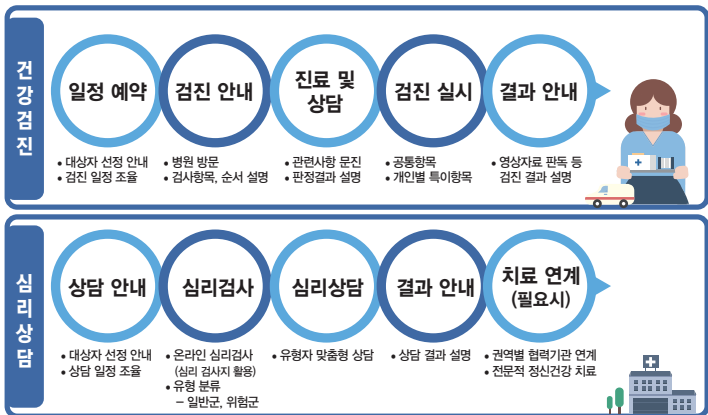 건강검진
일정 예약
검진 안내
진료 및
상담
검진 실시
결과 안내
• 대상자 선정 안내
• 검진 일정 조율
• 병원 방문
• 검사항목, 순서 설명
• 관련사항 문진
• 판정결과 설명
• 공통항목
• 개인별 특이항목
• 영상자료 판독 등
검진 결과 설명
심리상담
상담 안내
심리검사
심리상담
결과 안내
치료 연계
(필요시)
• 대상자 선정 안내
• 상담 일정 조율
• 온라인 심리검사
(심리 검사지 활용)
• 유형 분류
– 일반군, 위험군
• 유형자 맞춤형 상담
• 상담 결과 설명
• 권역별 협력기관 연계
• 전문적 정신건강 치료